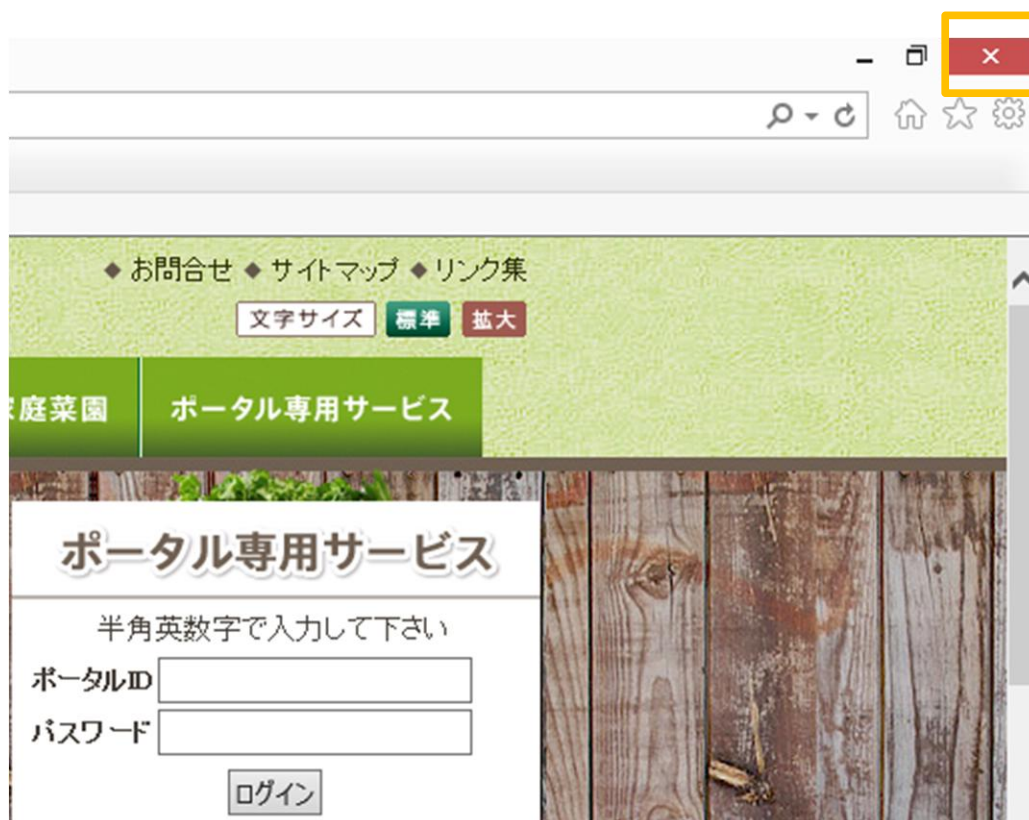 ◆お問合せ ◆サイトマップ ◆リンク集
文字サイズ 標準 拡大
庭菜園 ポータル専用サービス
ポータル専用サービス
半角英数字で入力して下さい
ポータルID
パスワード
ログイン